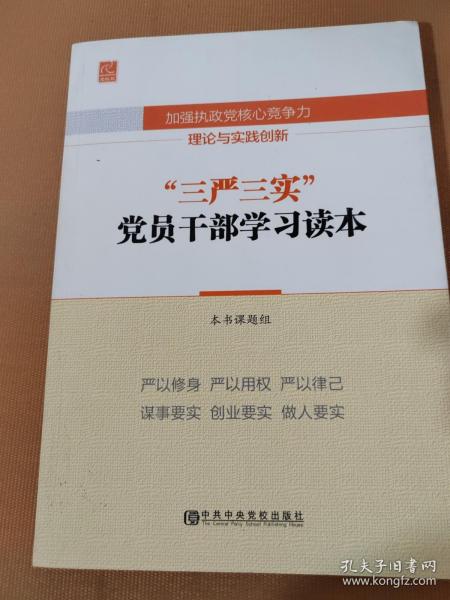 加强执政党核心竞争力
理论与实践创新
“三严三实”
党员干部学习读本
本书课题组
严以修身 严以用权 严以律己
谋事要实 创业要实 做人要实
中共中央党校出版社
The Central Party School Publishing House
孔夫子旧书网
www.kongfz.com